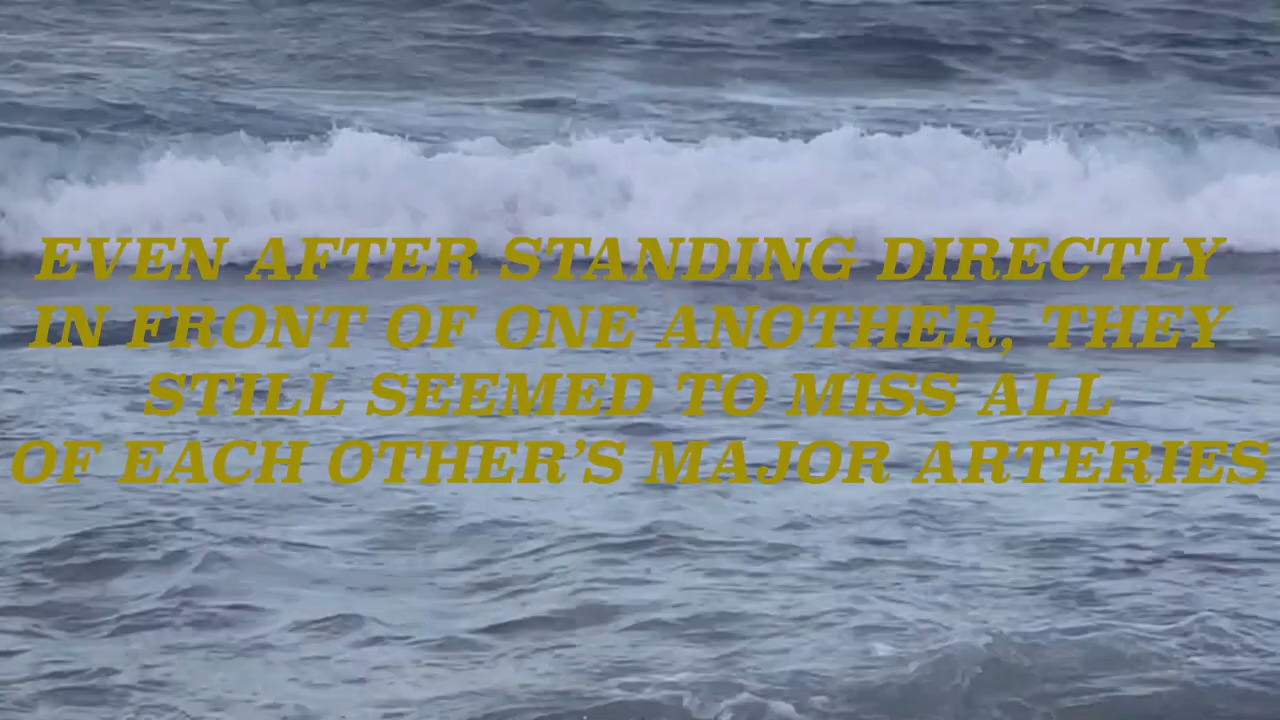 EVEN AFTER STANDING DIRECTLY
IN FRONT OF ONE ANOTHER, THEY
STILL SEEMED TO MISS ALL
OF EACH OTHER’S MAJOR ARTERIES